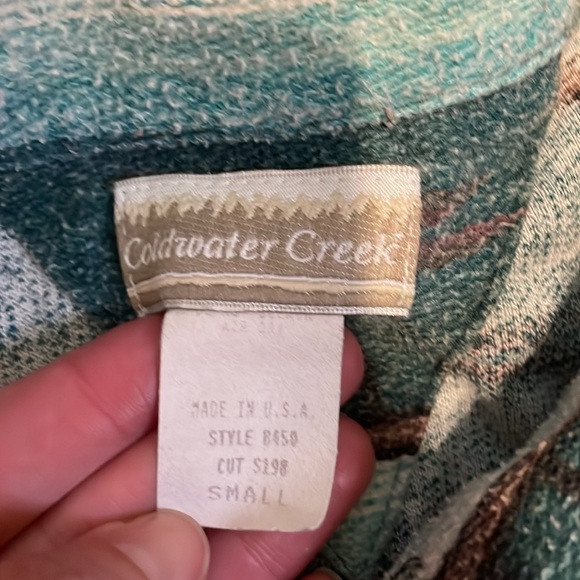 Coldwater Creek
MADE IN U.S.A.
STYLE B450
CUT S198
SMALL